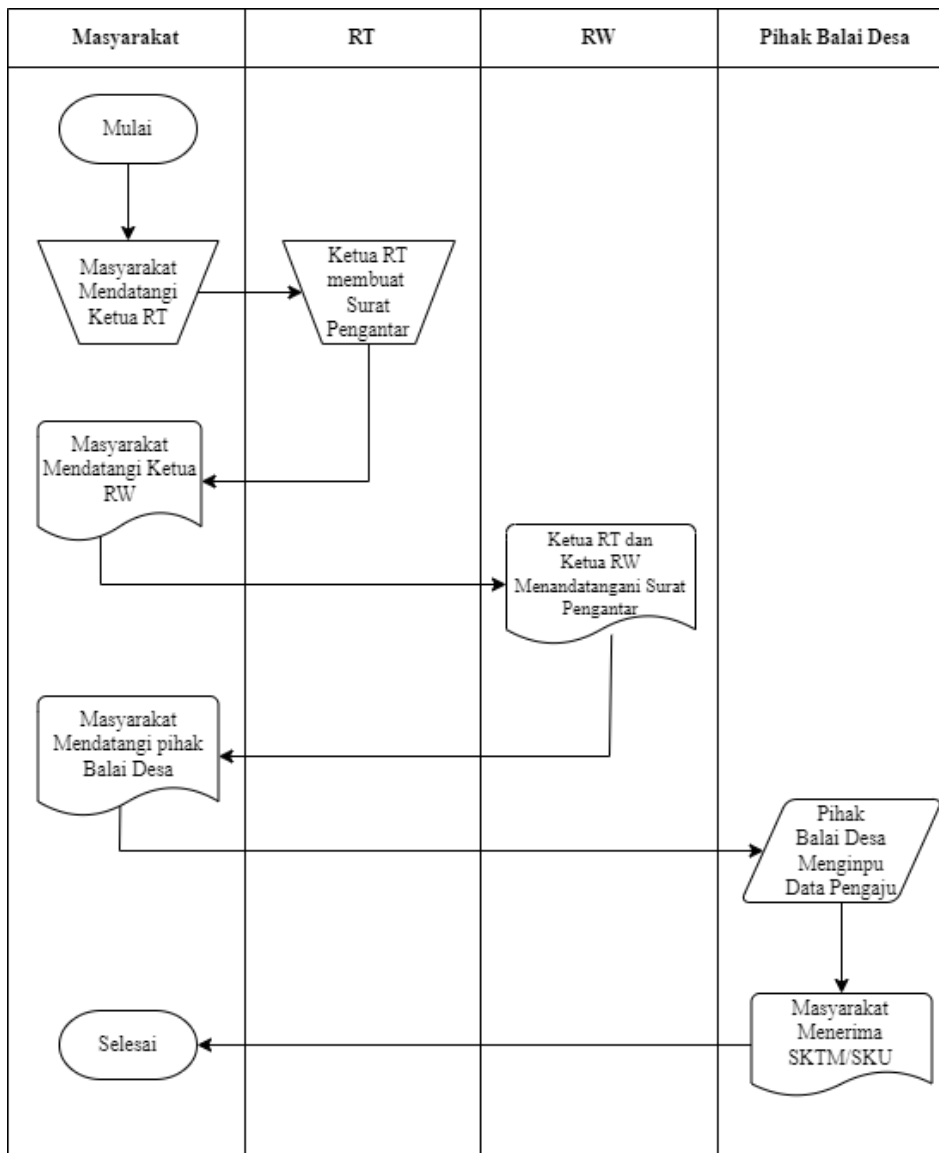 Masyarakat
RT
RW
Pihak Balai Desa
Mulai
Masyarakat
Mendatangi
Ketua RT
Ketua RT
membuat
Surat
Pengantar
Masyarakat
Mendatangi Ketua
RW
Ketua RT dan
Ketua RW
Menandatangani Surat
Pengantar
Masyarakat
Mendatangi pihak
Balai Desa
Pihak
Balai Desa
Menginpu
Data Pengaju
Masyarakat
Menerima
SKTM/SKU
Selesai